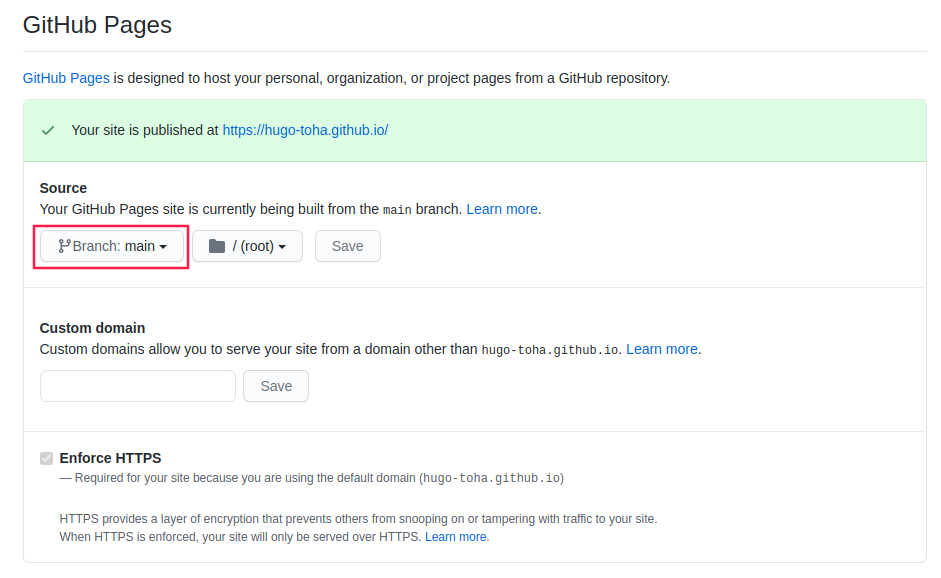 GitHub Pages
GitHub Pages is designed to host your personal, organization, or project pages from a GitHub repository.
Your site is published at https://hugo-toha.github.io/
Source
Your GitHub Pages site is currently being built from the main branch. Learn more.
Branch: main / (root) Save
Custom domain
Custom domains allow you to serve your site from a domain other than hugo-toha.github.io. Learn more.
Save
Enforce HTTPS
— Required for your site because you are using the default domain (hugo-toha.github.io)
HTTPS provides a layer of encryption that prevents others from snooping on or tampering with traffic to your site.
When HTTPS is enforced, your site will only be served over HTTPS. Learn more.